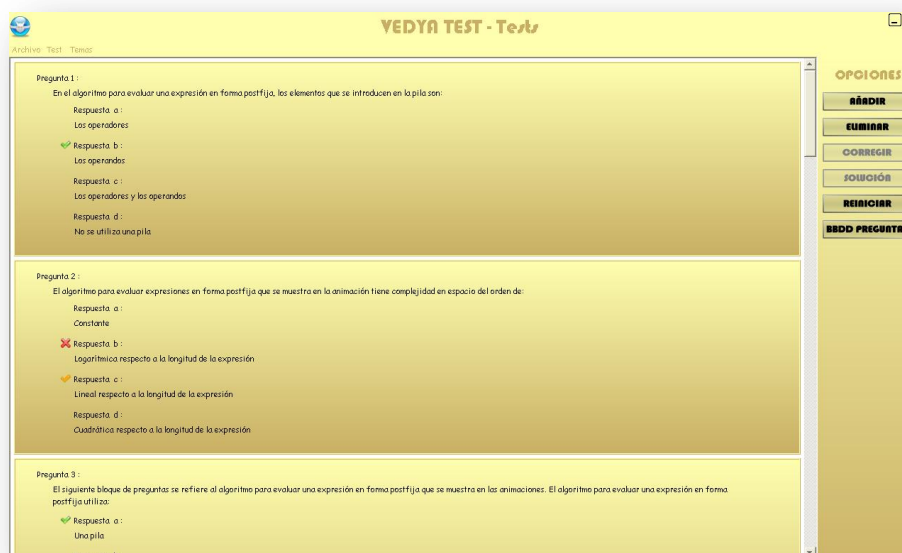 VEDYA TEST - Tests
Archivo Test Temas
Pregunta 1 :
En el algoritmo para evaluar una expresión en forma postfija, los elementos que se introducen en la pila son:
Respuesta a :
Los operadores
Respuesta b :
Los operandos
Respuesta c :
Los operadores y los operandos
Respuesta d :
No se utiliza una pila
Pregunta 2 :
El algoritmo para evaluar expresiones en forma postfija que se muestra en la animación tiene complejidad en espacio del orden de:
Respuesta a :
Constante
Respuesta b :
Logarítmica respecto a la longitud de la expresión
Respuesta c :
Lineal respecto a la longitud de la expresión
Respuesta d :
Cuadrática respecto a la longitud de la expresión
Pregunta 3 :
El siguiente bloque de preguntas se refiere al algoritmo para evaluar una expresión en forma postfija que se muestra en las animaciones. El algoritmo para evaluar una expresión en forma
postfija utiliza:
Respuesta a :
Una pila
OPCIONES
AÑADIR
ELIMINAR
CORREGIR
SOLUCIÓN
REINICIAR
BBDD PREGUNTA